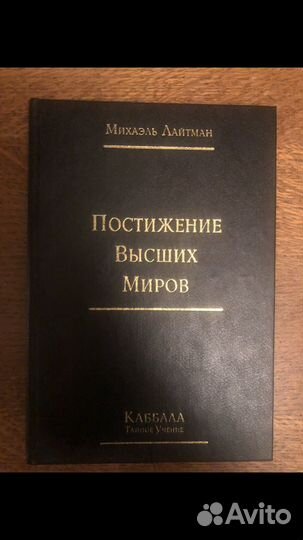 Михаэль Лайтман
Постижение
Высших
Миров
Каббала
Тайное Учение
Avito